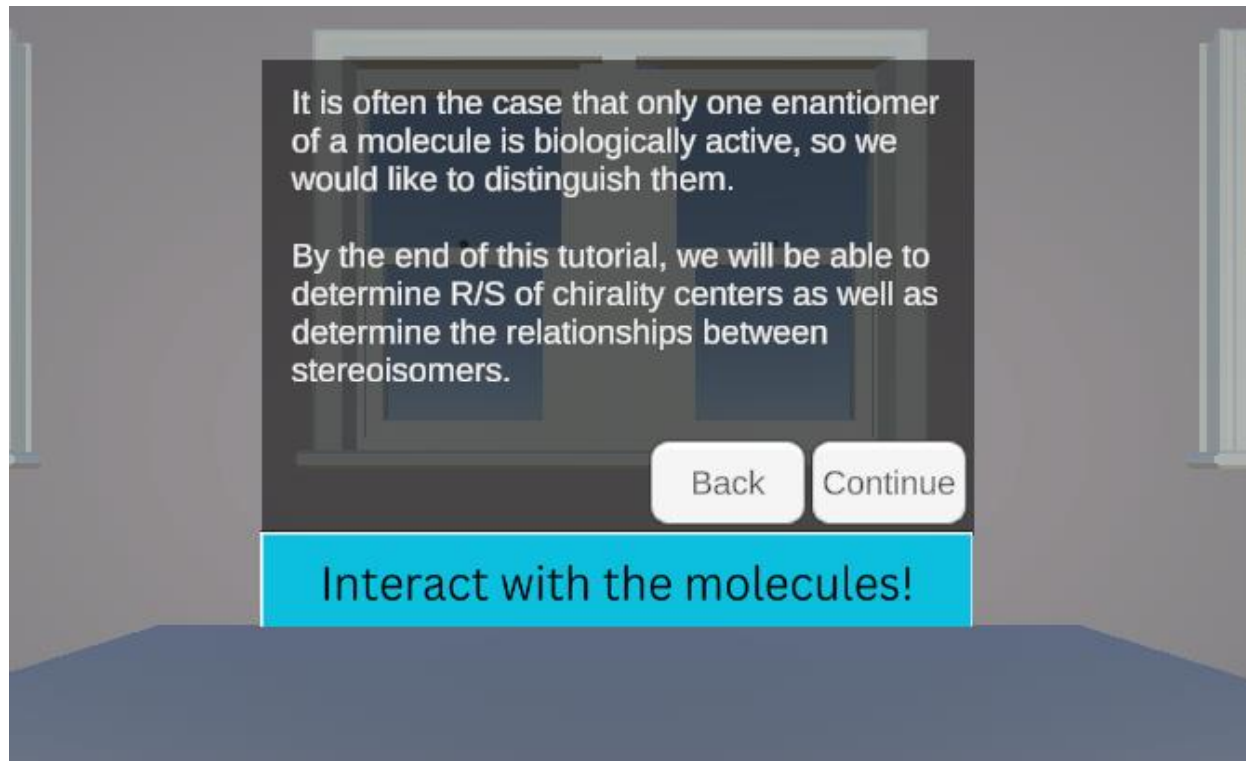 It is often the case that only one enantiomer
of a molecule is biologically active, so we
would like to distinguish them.
By the end of this tutorial, we will be able to
determine R/S of chirality centers as well as
determine the relationships between
stereoisomers.
Back
Continue
Interact with the molecules!